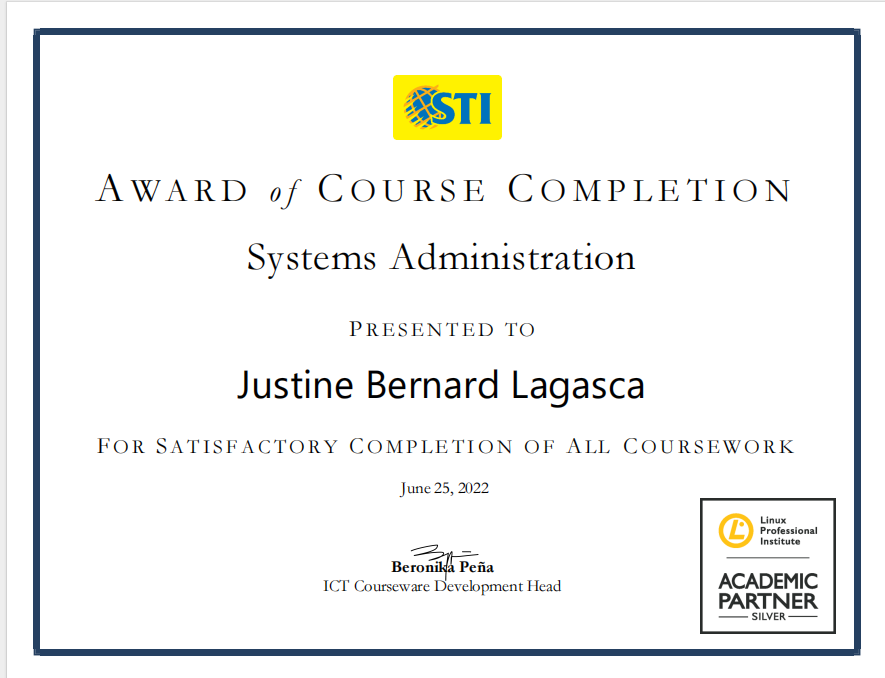 STI
AWARD of COURSE COMPLETION
Systems Administration
PRESENTED TO
Justine Bernard Lagasca
FOR SATISFACTORY COMPLETION OF ALL COURSEWORK
June 25, 2022
Beronika Peña
ICT Courseware Development Head
Linux
Professional
Institute
ACADEMIC
PARTNER
SILVER